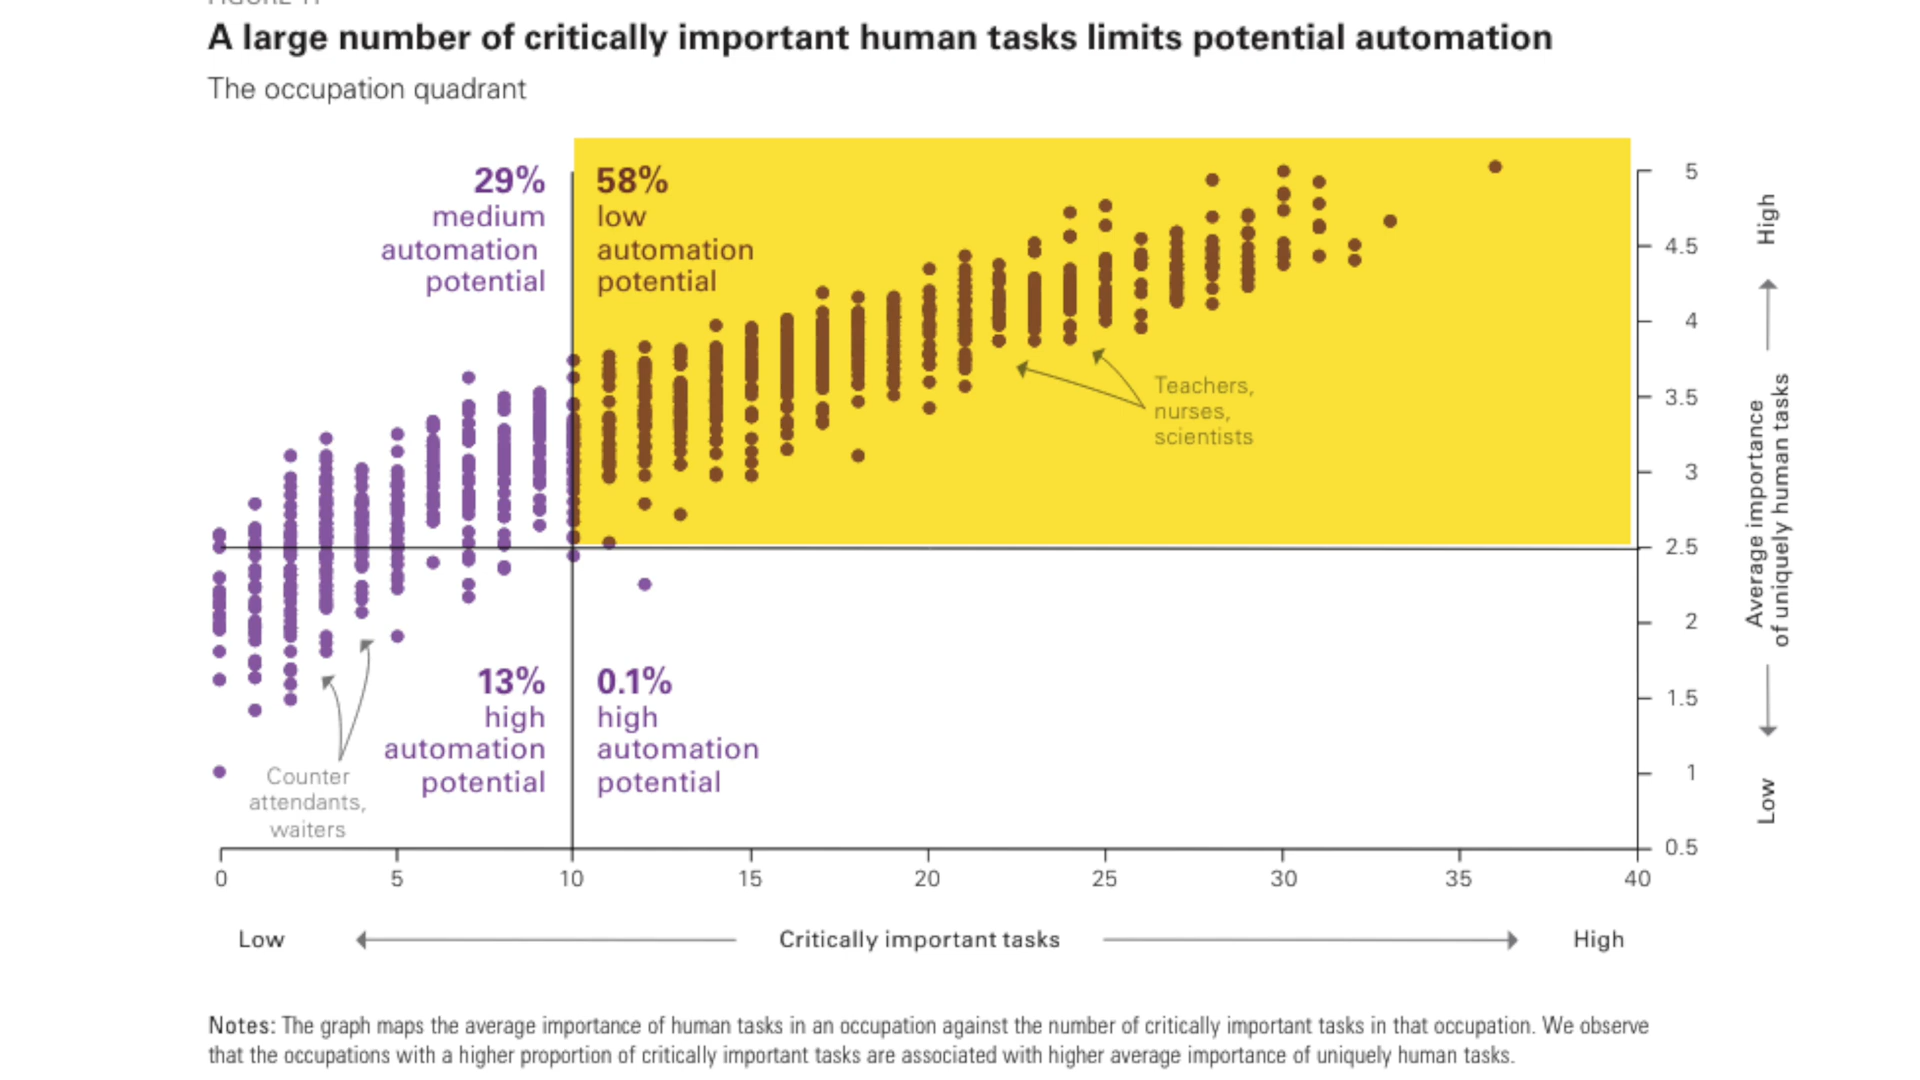 A large number of critically important human tasks limits potential automation
The occupation quadrant
29%
medium
automation
potential
58%
low
automation
potential
Teachers,
nurses,
scientists
13%
high
automation
potential
0.1%
high
automation
potential
Counter
attendants,
waiters
5
4.5
4
3.5
3
2.5
2
1.5
1
0.5
High
Average importance
of uniquely human tasks
Low
0
5
10
15
20
25
30
35
40
Low
Critically important tasks
High
Notes: The graph maps the average importance of human tasks in an occupation against the number of critically important tasks in that occupation. We observe
that the occupations with a higher proportion of critically important tasks are associated with higher average importance of uniquely human tasks.